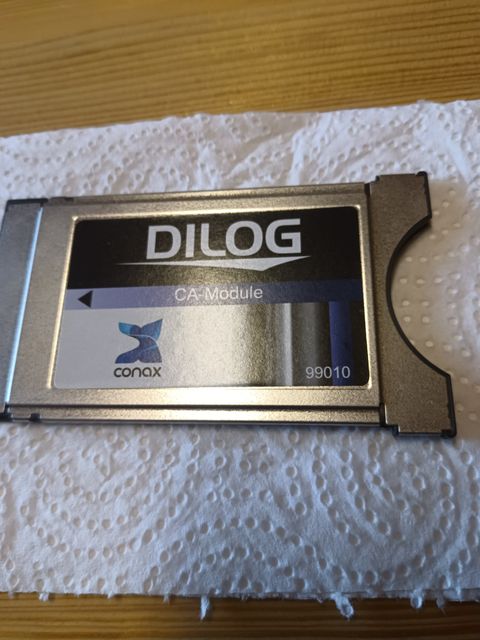 DILOG
CA-Module
conax
99010